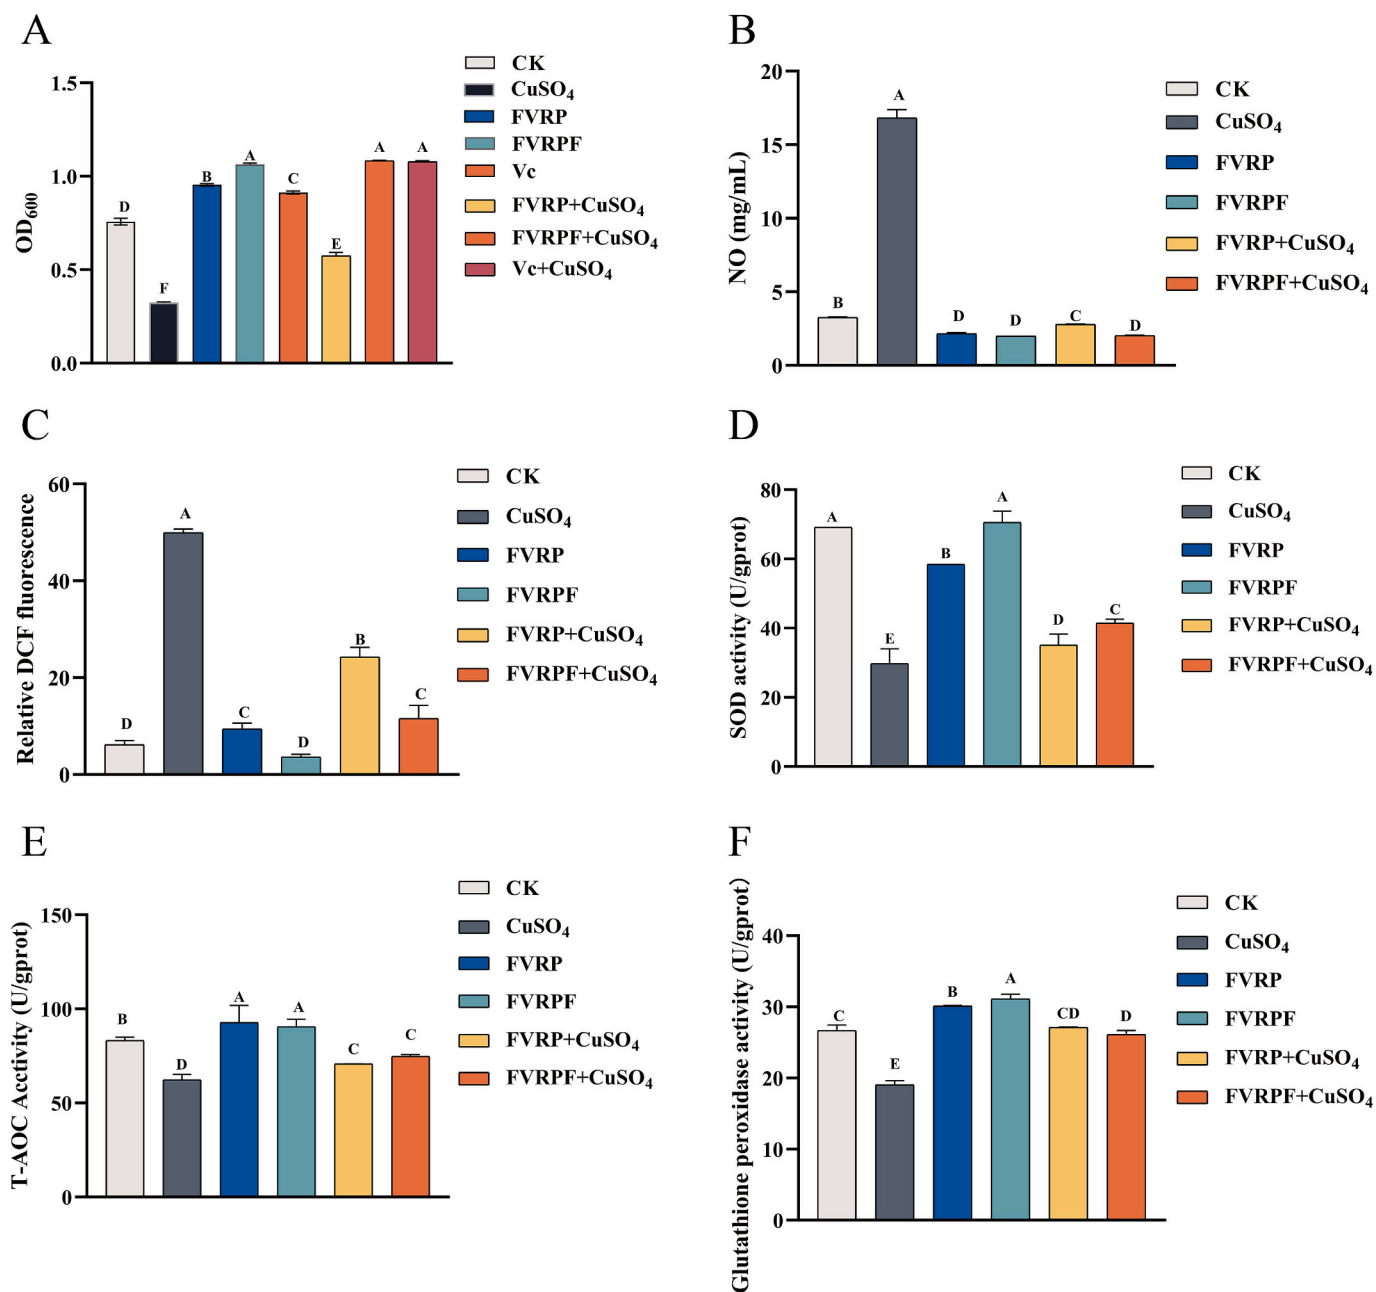 A
CK
CuSO₄
FVRP
FVRPF
Vc
FVRP+CuSO₄
FVRPF+CuSO₄
Vc+CuSO₄
OD₆₀₀
1.5
1.0
0.5
0.0
D
F
B
A
C
E
A
A
B
CK
CuSO₄
FVRP
FVRPF
FVRP+CuSO₄
FVRPF+CuSO₄
NO (mg/mL)
20
15
10
5
0
B
A
D
D
C
D
C
CK
CuSO₄
FVRP
FVRPF
FVRP+CuSO₄
FVRPF+CuSO₄
Relative DCF fluorescence
60
40
20
0
D
A
C
D
B
C
D
CK
CuSO₄
FVRP
FVRPF
FVRP+CuSO₄
FVRPF+CuSO₄
SOD activity (U/gprot)
80
60
40
20
0
A
E
B
A
D
C
E
CK
CuSO₄
FVRP
FVRPF
FVRP+CuSO₄
FVRPF+CuSO₄
T-AOC Acctivity (U/gprot)
150
100
50
0
B
D
A
A
C
C
F
CK
CuSO₄
FVRP
FVRPF
FVRP+CuSO₄
FVRPF+CuSO₄
Glutathione peroxidase activity (U/gprot)
40
30
20
10
0
C
E
B
A
CD
D